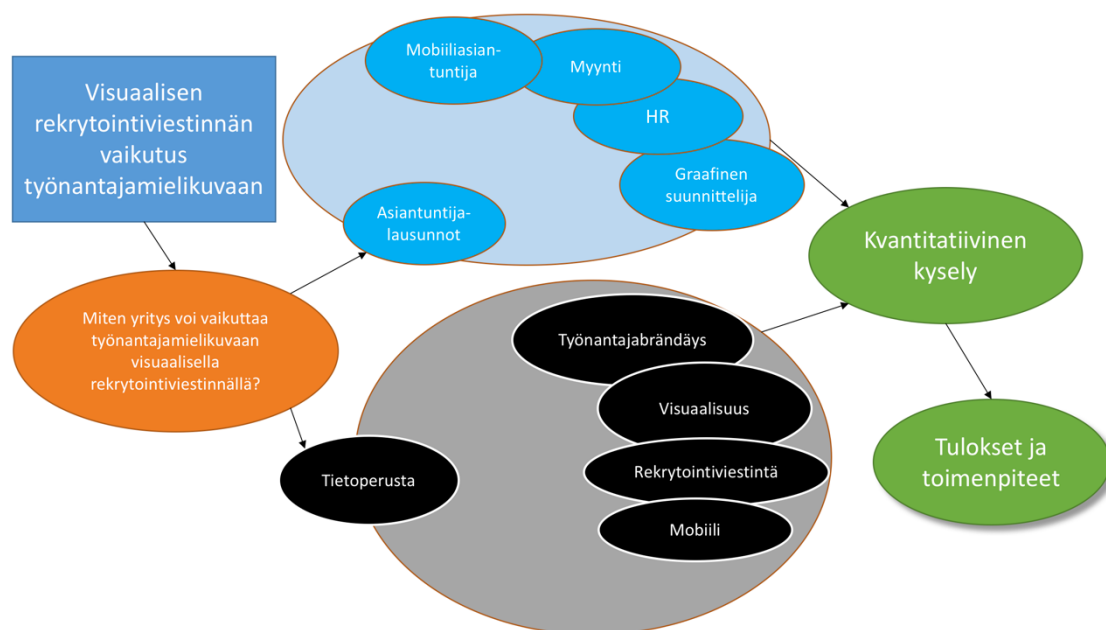 Visuaalisen
rekrytointiviestinnän
vaikutus
työnantajamielikuvaan
Miten yritys voi vaikuttaa
työnantajamielikuvaan
visuaalisella
rekrytointiviestinnällä?
Mobiiliasian-
tuntija
Myynti
HR
Graafinen
suunnittelija
Asiantuntija-
lausunnot
Tietoperusta
Työnantajabrändäys
Visuaalisuus
Rekrytointiviestintä
Mobiili
Kvantitatiivinen
kysely
Tulokset ja
toimenpiteet